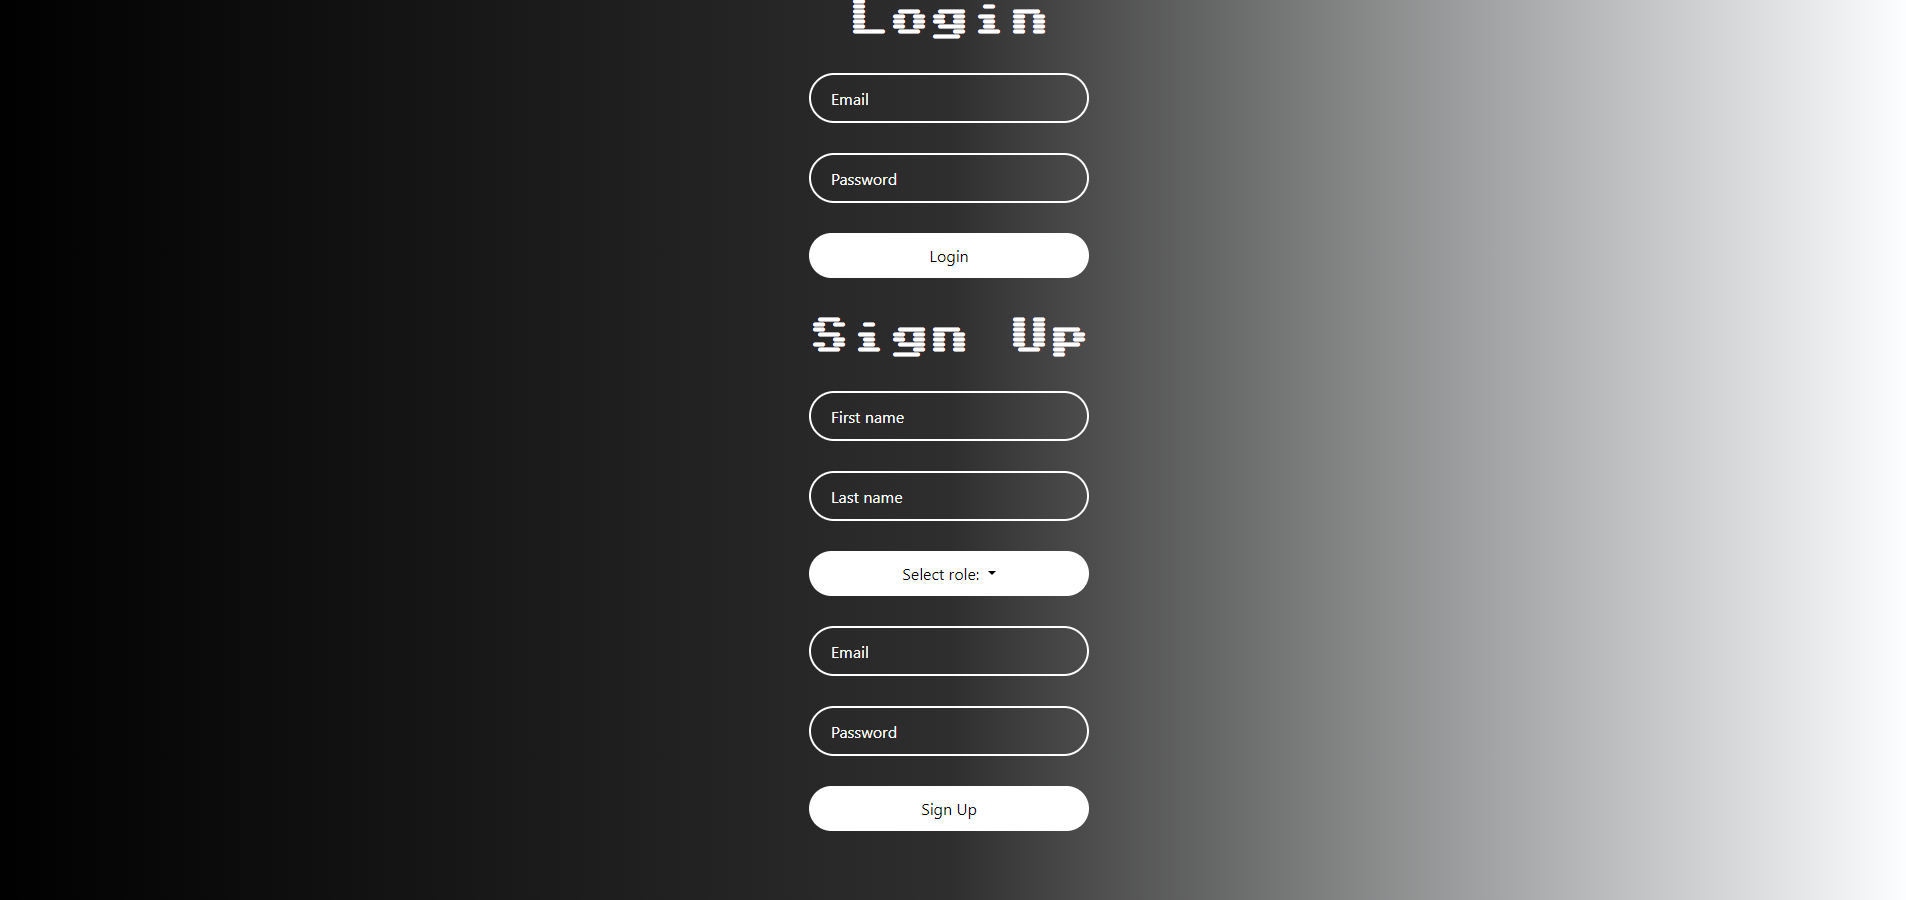 Login
Email
Password
Login
Sign Up
First name
Last name
Select role:
Email
Password
Sign Up